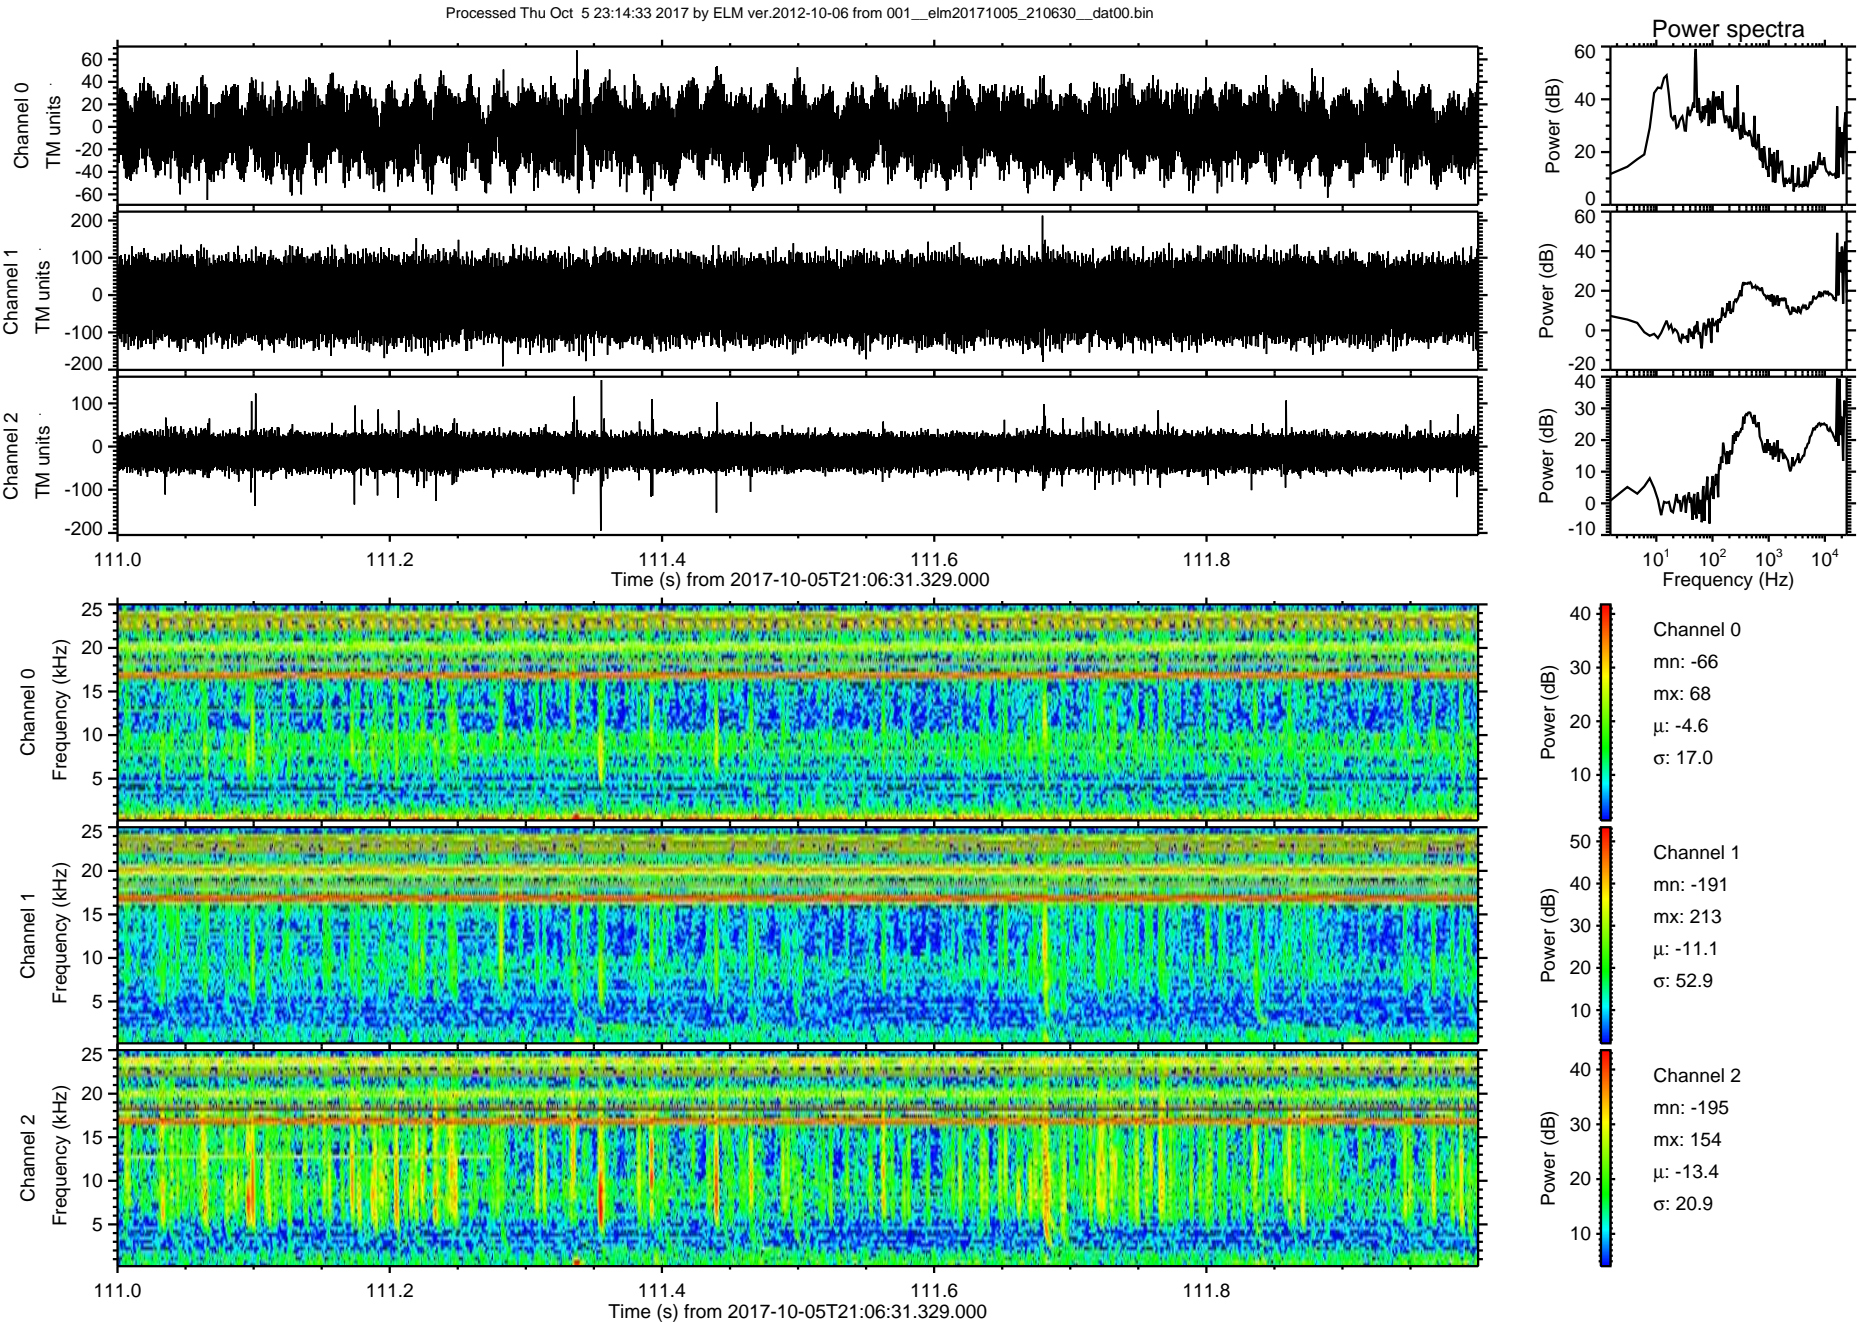 Processed Thu Oct  5 23:14:33 2017 by ELM ver.2012-10-06 from 001__elm20171005_210630__dat00.bin
Power spectra
Channel 0
TM units
60
40
20
0
-20
-40
-60
Power (dB)
60
40
20
0
Channel 1
TM units
200
100
0
-100
-200
Power (dB)
60
40
20
0
-20
Channel 2
TM units
100
0
-100
-200
Power (dB)
40
30
20
10
0
-10
111.0 111.2 111.4 111.6 111.8
Time (s) from 2017-10-05T21:06:31.329.000
10^1 10^2 10^3 10^4
Frequency (Hz)
Channel 0
Frequency (kHz)
25
20
15
10
5
Power (dB)
40
30
20
10
Channel 0
mn: -66
mx: 68
μ: -4.6
σ: 17.0
Channel 1
Frequency (kHz)
25
20
15
10
5
Power (dB)
50
40
30
20
10
Channel 1
mn: -191
mx: 213
μ: -11.1
σ: 52.9
Channel 2
Frequency (kHz)
25
20
15
10
5
Power (dB)
40
30
20
10
Channel 2
mn: -195
mx: 154
μ: -13.4
σ: 20.9
111.0 111.2 111.4 111.6 111.8
Time (s) from 2017-10-05T21:06:31.329.000